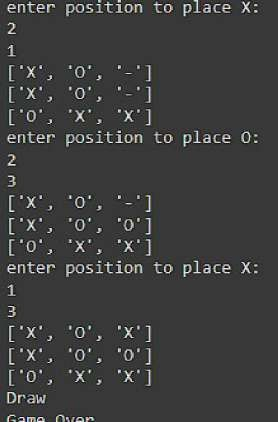 enter position to place X:
2
1
['X', 'O', '-']
['X', 'O', '-']
['O', 'X', 'X']
enter position to place O:
2
3
['X', 'O', '-']
['X', 'O', 'O']
['O', 'X', 'X']
enter position to place X:
1
3
['X', 'O', 'X']
['X', 'O', 'O']
['O', 'X', 'X']
Draw
Game Over